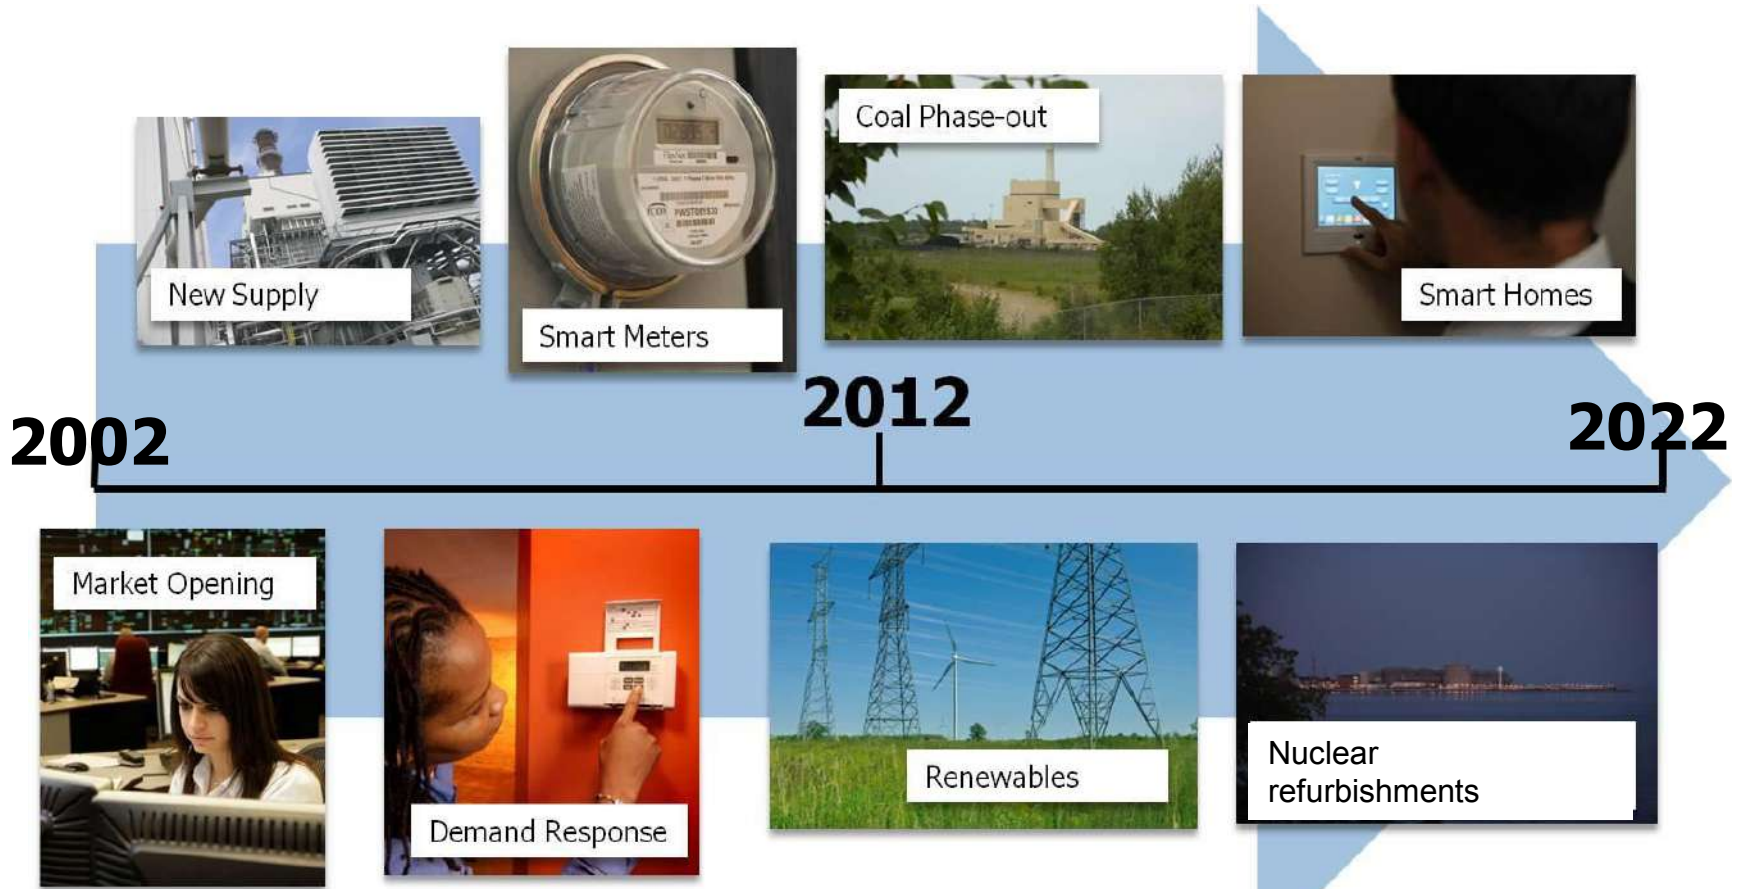 New Supply
Smart Meters
Coal Phase-out
Smart Homes
2002
2012
2022
Market Opening
Demand Response
Renewables
Nuclear
refurbishments